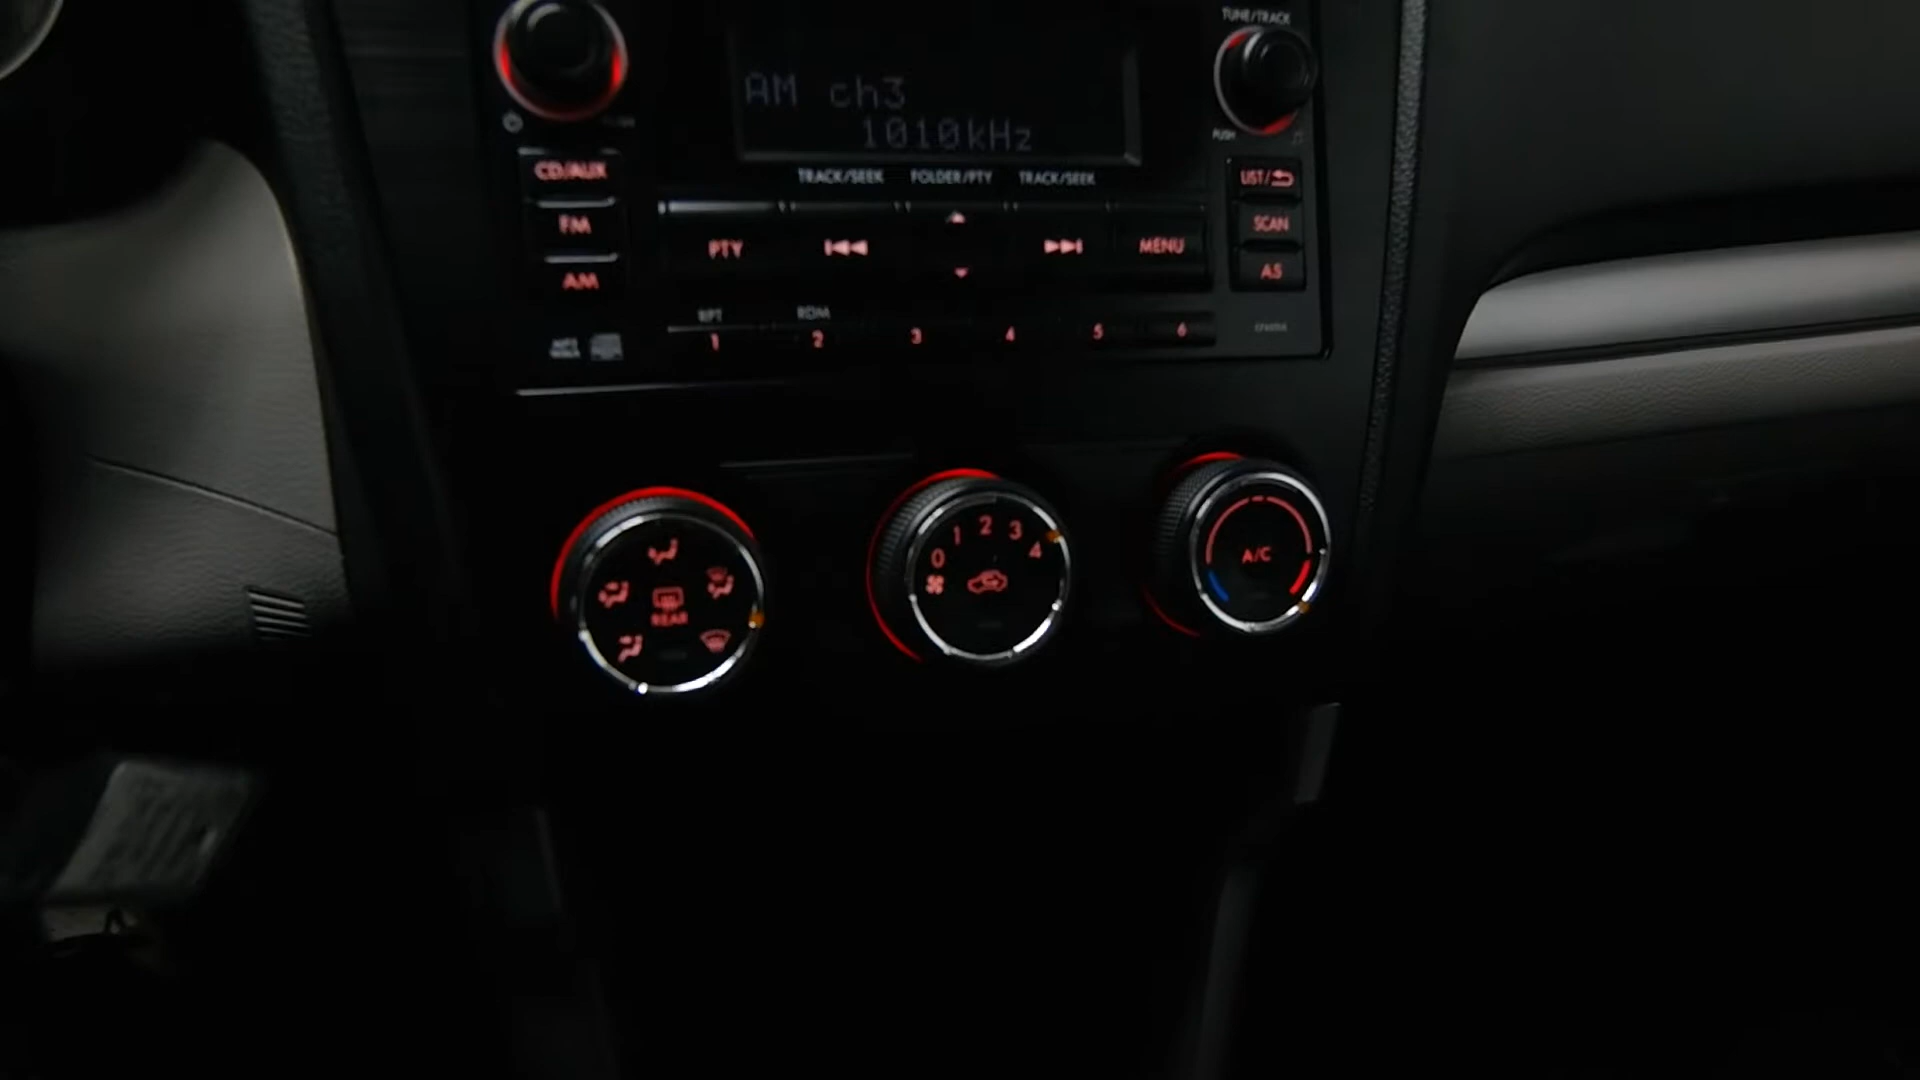 TUNE/TRACK
AM ch3
1010kHz
PUSH
CD/AUX
TRACK/SEEK FOLDER/PTY TRACK/SEEK
LIST/
FM
SCAN
PTY
MENU
AM
AS
RPT RDM
1 2 3 4 5 6
0 1 2 3 4
A/C
REAR